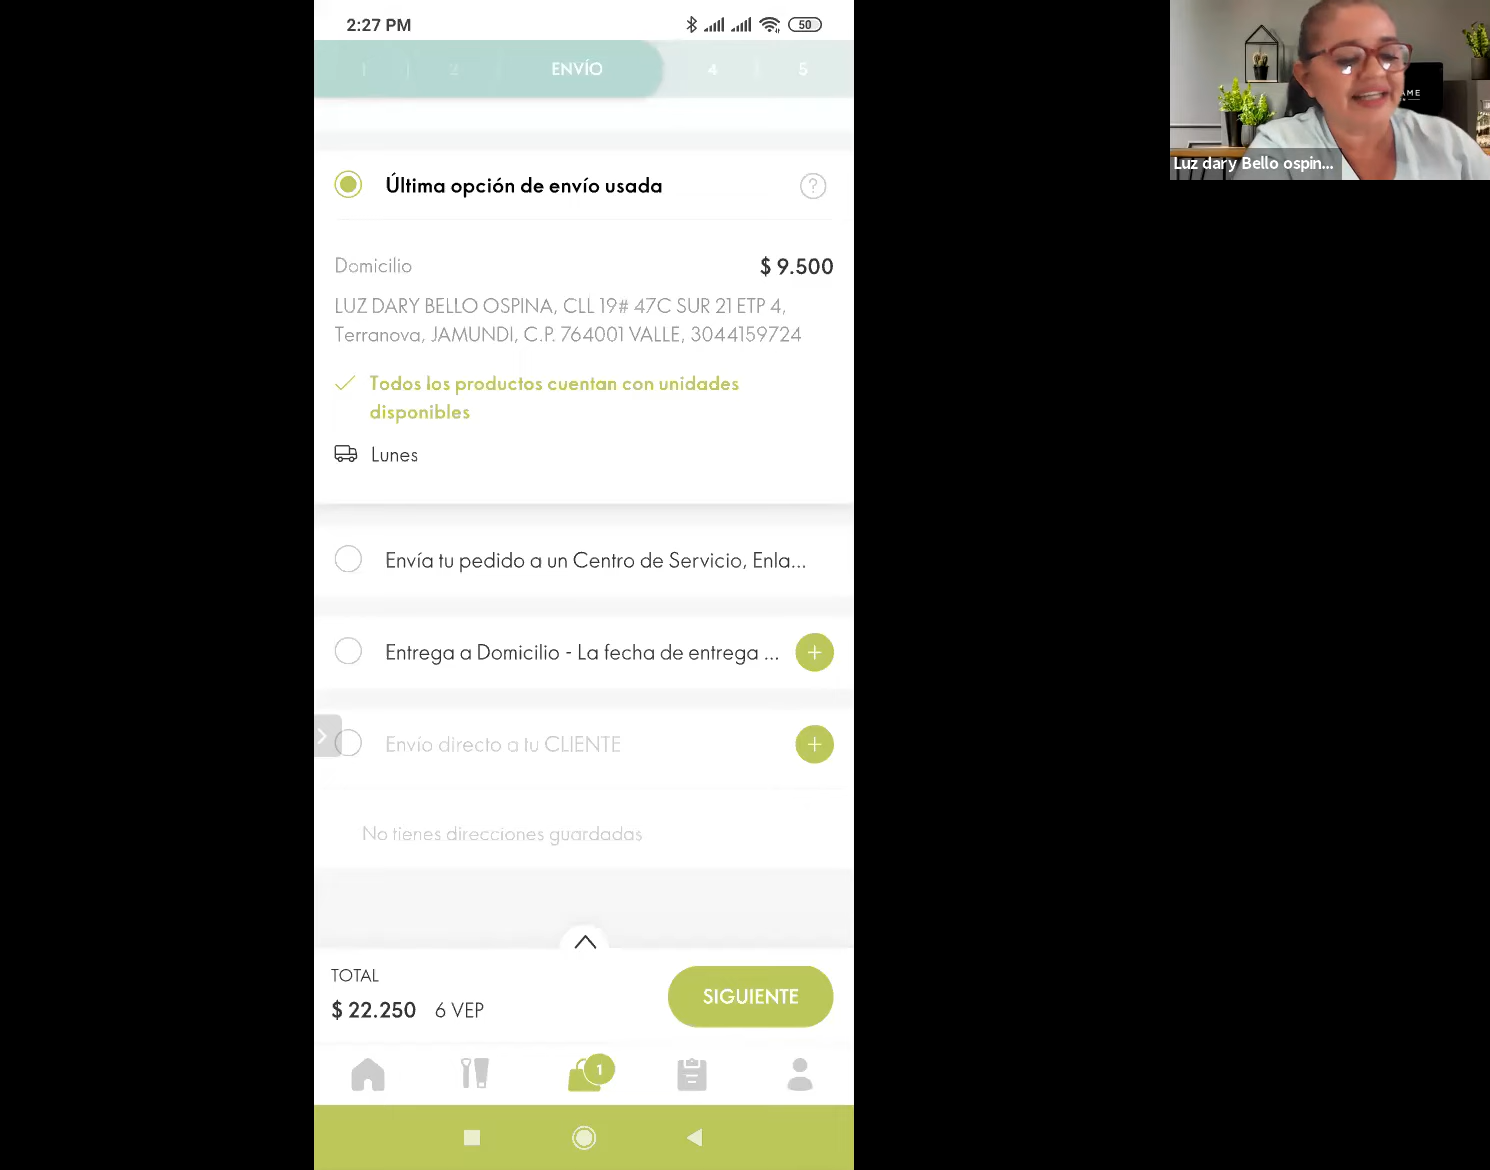 2:27 PM
50
1
2
ENVÍO
4
5
Última opción de envío usada
?
Domicilio
$ 9.500
LUZ DARY BELLO OSPINA, CLL 19# 47C SUR 21 ETP 4,
Terranova, JAMUNDI, C.P. 764001 VALLE, 3044159724
Todos los productos cuentan con unidades
disponibles
Lunes
Envía tu pedido a un Centro de Servicio, Enla...
Entrega a Domicilio - La fecha de entrega ...
Envío directo a tu CLIENTE
No tienes direcciones guardadas
TOTAL
$ 22.250 6 VEP
SIGUIENTE
1
Luz dary Bello ospin...